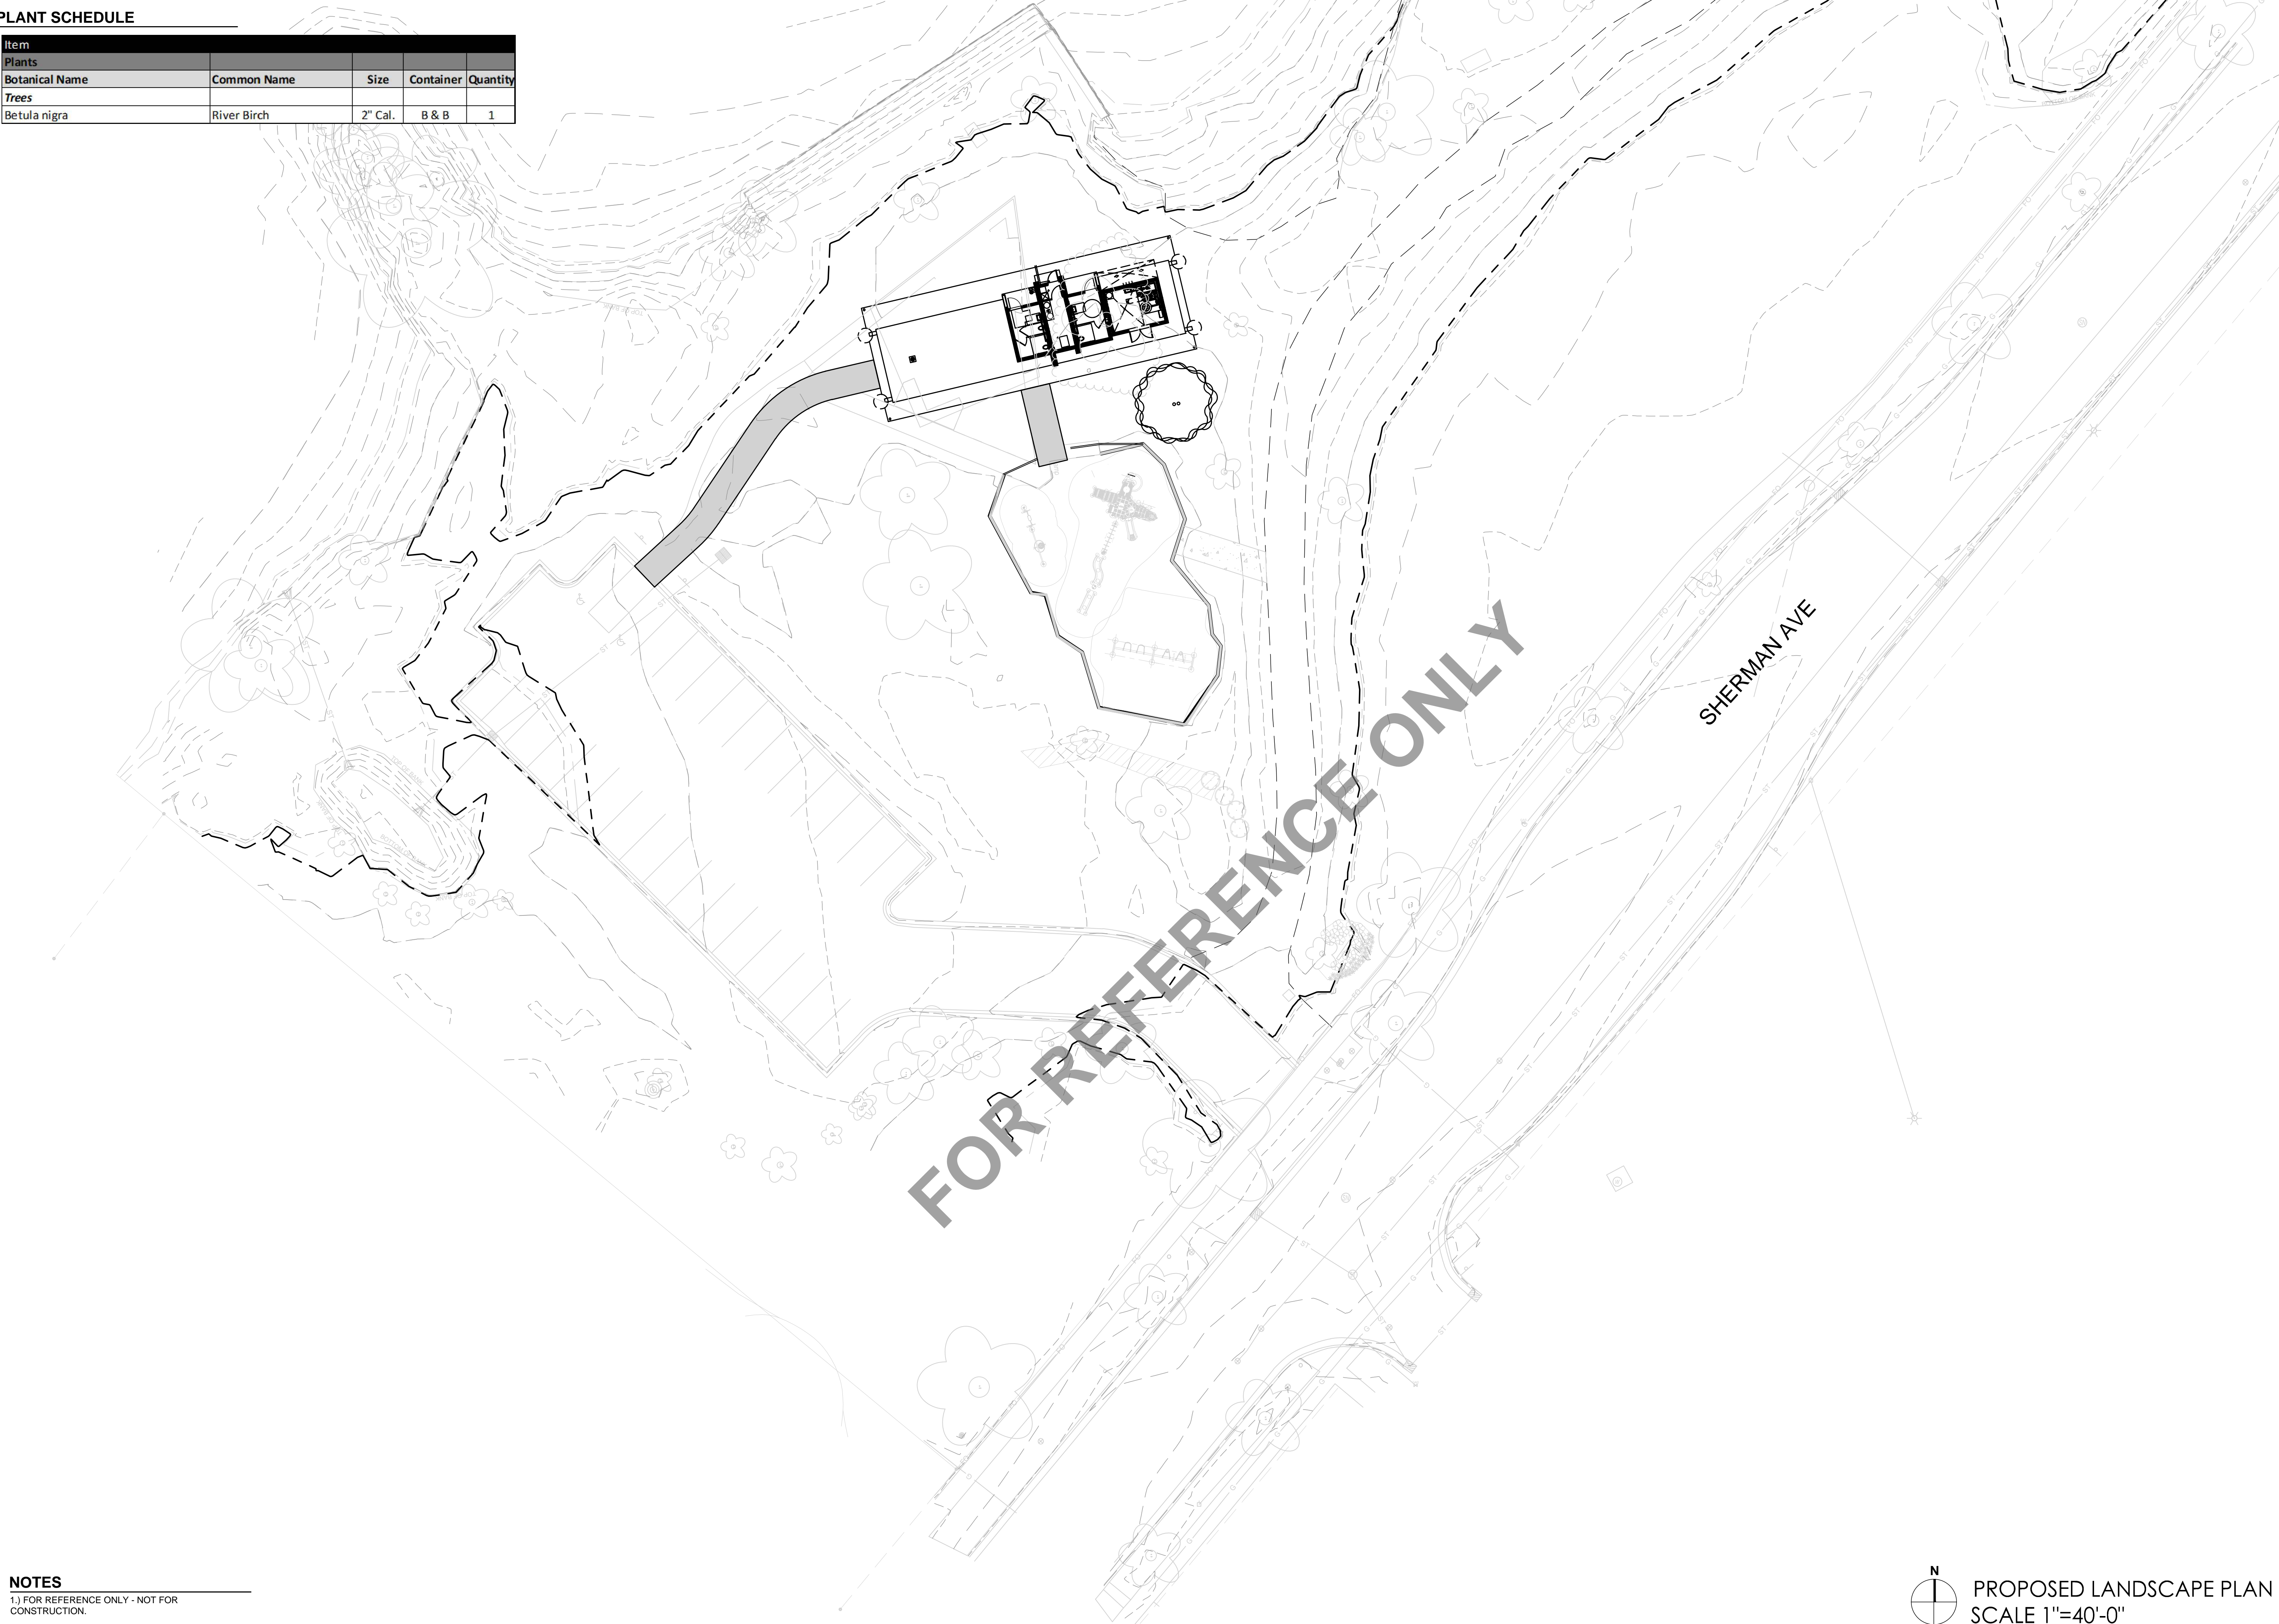 PLANT SCHEDULE
Item
Plants
Botanical Name Common Name Size Container Quantity
Trees
Betula nigra River Birch 2" Cal. B & B 1
SHERMAN AVE
FOR REFERENCE ONLY
NOTES
1.) FOR REFERENCE ONLY - NOT FOR
CONSTRUCTION.
N
PROPOSED LANDSCAPE PLAN
SCALE 1"=40'-0"